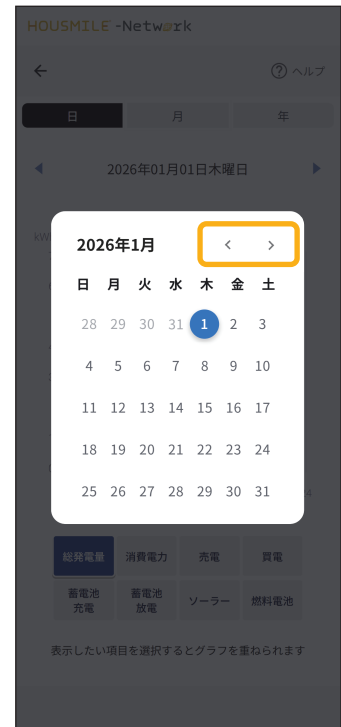 HOUSMILE-Netwørk
ヘルプ
日 月 年
2026年01月01日木曜日
kW
2026年1月
日 月 火 水 木 金 土
28 29 30 31 1 2 3
4 5 6 7 8 9 10
11 12 13 14 15 16 17
18 19 20 21 22 23 24
25 26 27 28 29 30 31
総発電量 消費電力 売電 買電
蓄電池 蓄電池 ソーラー 燃料電池
充電 放電
表示したい項目を選択するとグラフを重ねられます